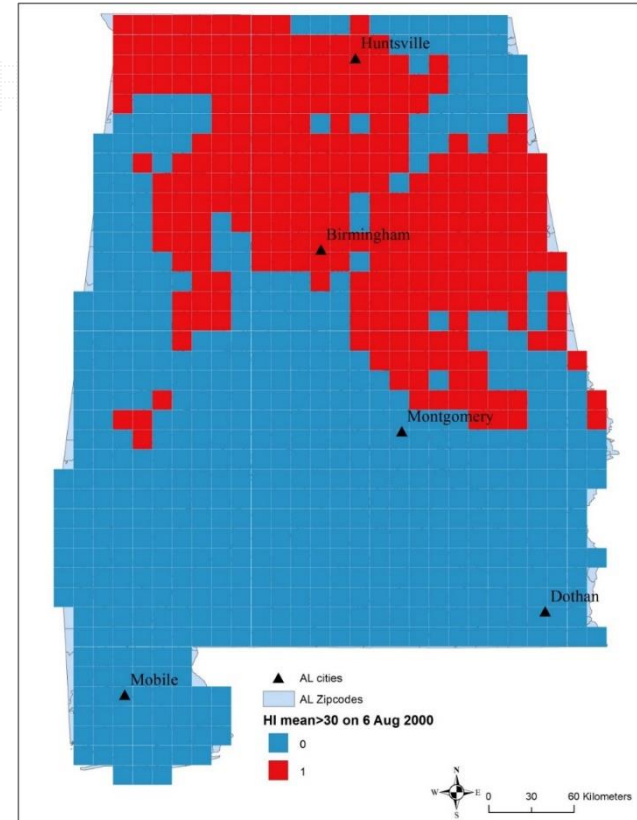 Huntsville
Birmingham
Montgomery
Dothan
Mobile
AL cities
AL Zipcodes
HI mean>30 on 6 Aug 2000
0
1
N
W E
S
0 30 60 Kilometers